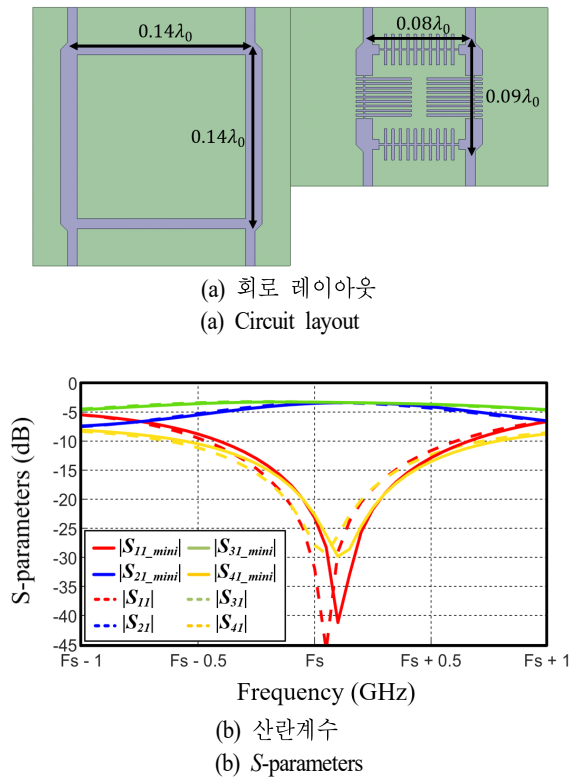 0.14λ₀
0.14λ₀
0.08λ₀
0.09λ₀
(a) 회로 레이아웃
(a) Circuit layout
S-parameters (dB)
0
-5
-10
-15
-20
-25
-30
-35
-40
-45
|S11_mini|
|S21_mini|
|S11|
|S21|
|S31_mini|
|S41_mini|
|S31|
|S41|
Fs - 1
Fs - 0.5
Fs
Fs + 0.5
Fs + 1
Frequency (GHz)
(b) 산란계수
(b) S-parameters